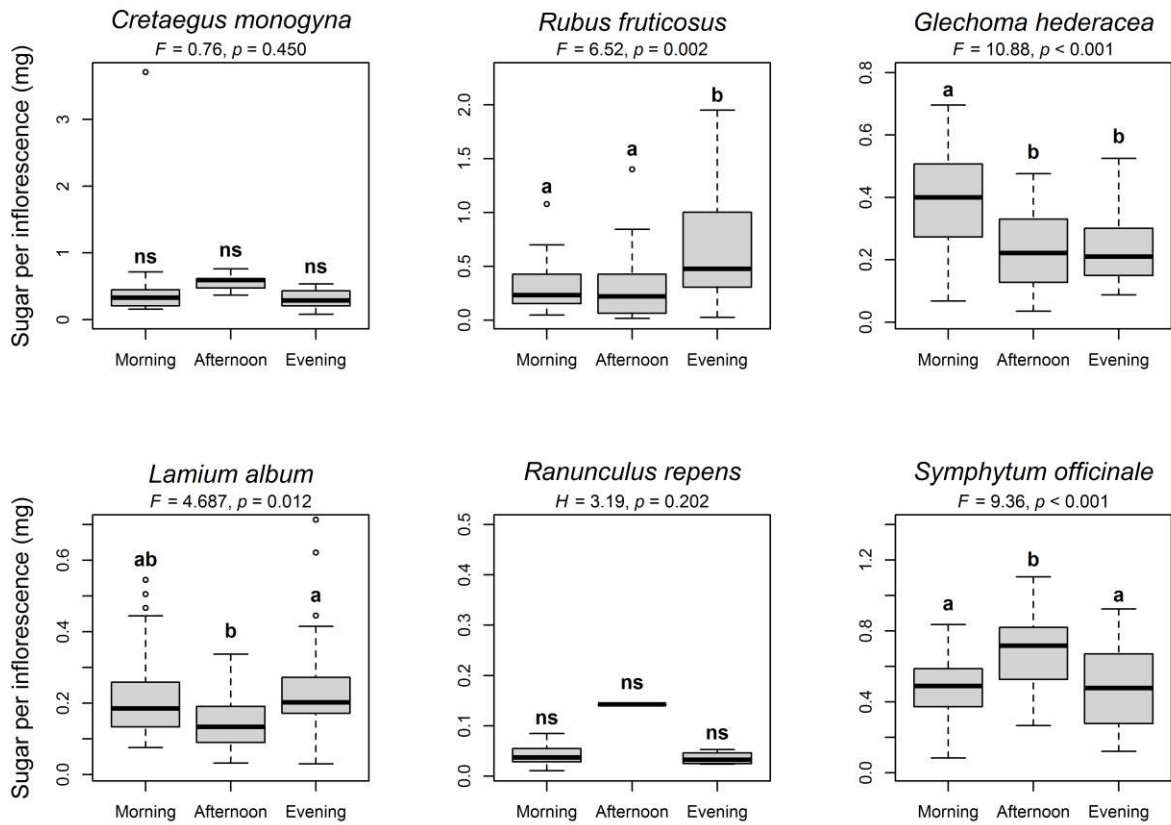 Cretaegus monogyna
F = 0.76, p = 0.450
Sugar per inflorescence (mg)
3
2
1
0
ns
ns
ns
Morning Afternoon Evening
Rubus fruticosus
F = 6.52, p = 0.002
2.0
1.5
1.0
0.5
0.0
a
a
b
Morning Afternoon Evening
Glechoma hederacea
F = 10.88, p < 0.001
0.8
0.6
0.4
0.2
0.0
a
b
b
Morning Afternoon Evening
Lamium album
F = 4.687, p = 0.012
Sugar per inflorescence (mg)
0.6
0.4
0.2
0.0
ab
b
a
Morning Afternoon Evening
Ranunculus repens
H = 3.19, p = 0.202
0.5
0.4
0.3
0.2
0.1
0.0
ns
ns
ns
Morning Afternoon Evening
Symphytum officinale
F = 9.36, p < 0.001
1.2
0.8
0.4
0.0
a
b
a
Morning Afternoon Evening